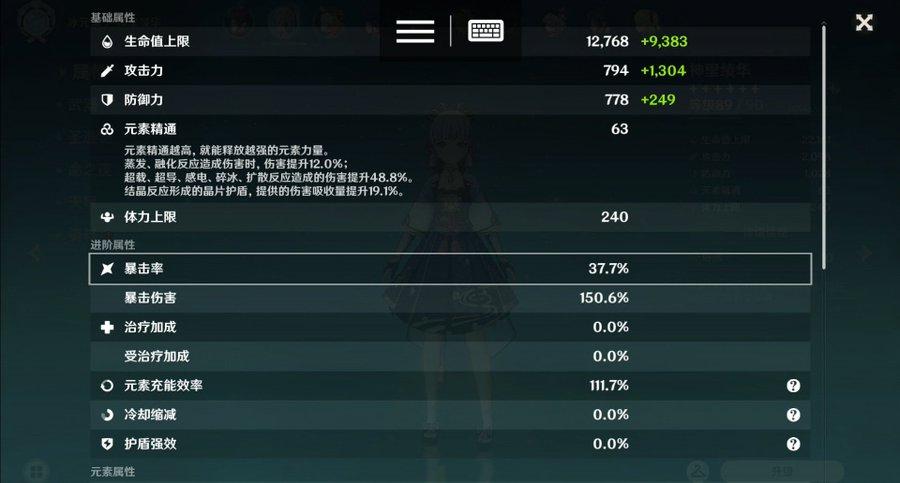 基础属性
生命值上限 12,768 +9,383
攻击力 794 +1,304
防御力 778 +249
元素精通 63
元素精通越高，就能释放越强的元素力量。
蒸发、融化反应造成伤害时，伤害提升12.0%；
超载、超导、感电、碎冰、扩散反应造成的伤害提升48.8%。
结晶反应形成的晶片护盾，提供的伤害吸收量提升19.1%。
体力上限 240
进阶属性
暴击率 37.7%
暴击伤害 150.6%
治疗加成 0.0%
受治疗加成 0.0%
元素充能效率 111.7% ?
冷却缩减 0.0% ?
护盾强效 0.0% ?
元素属性